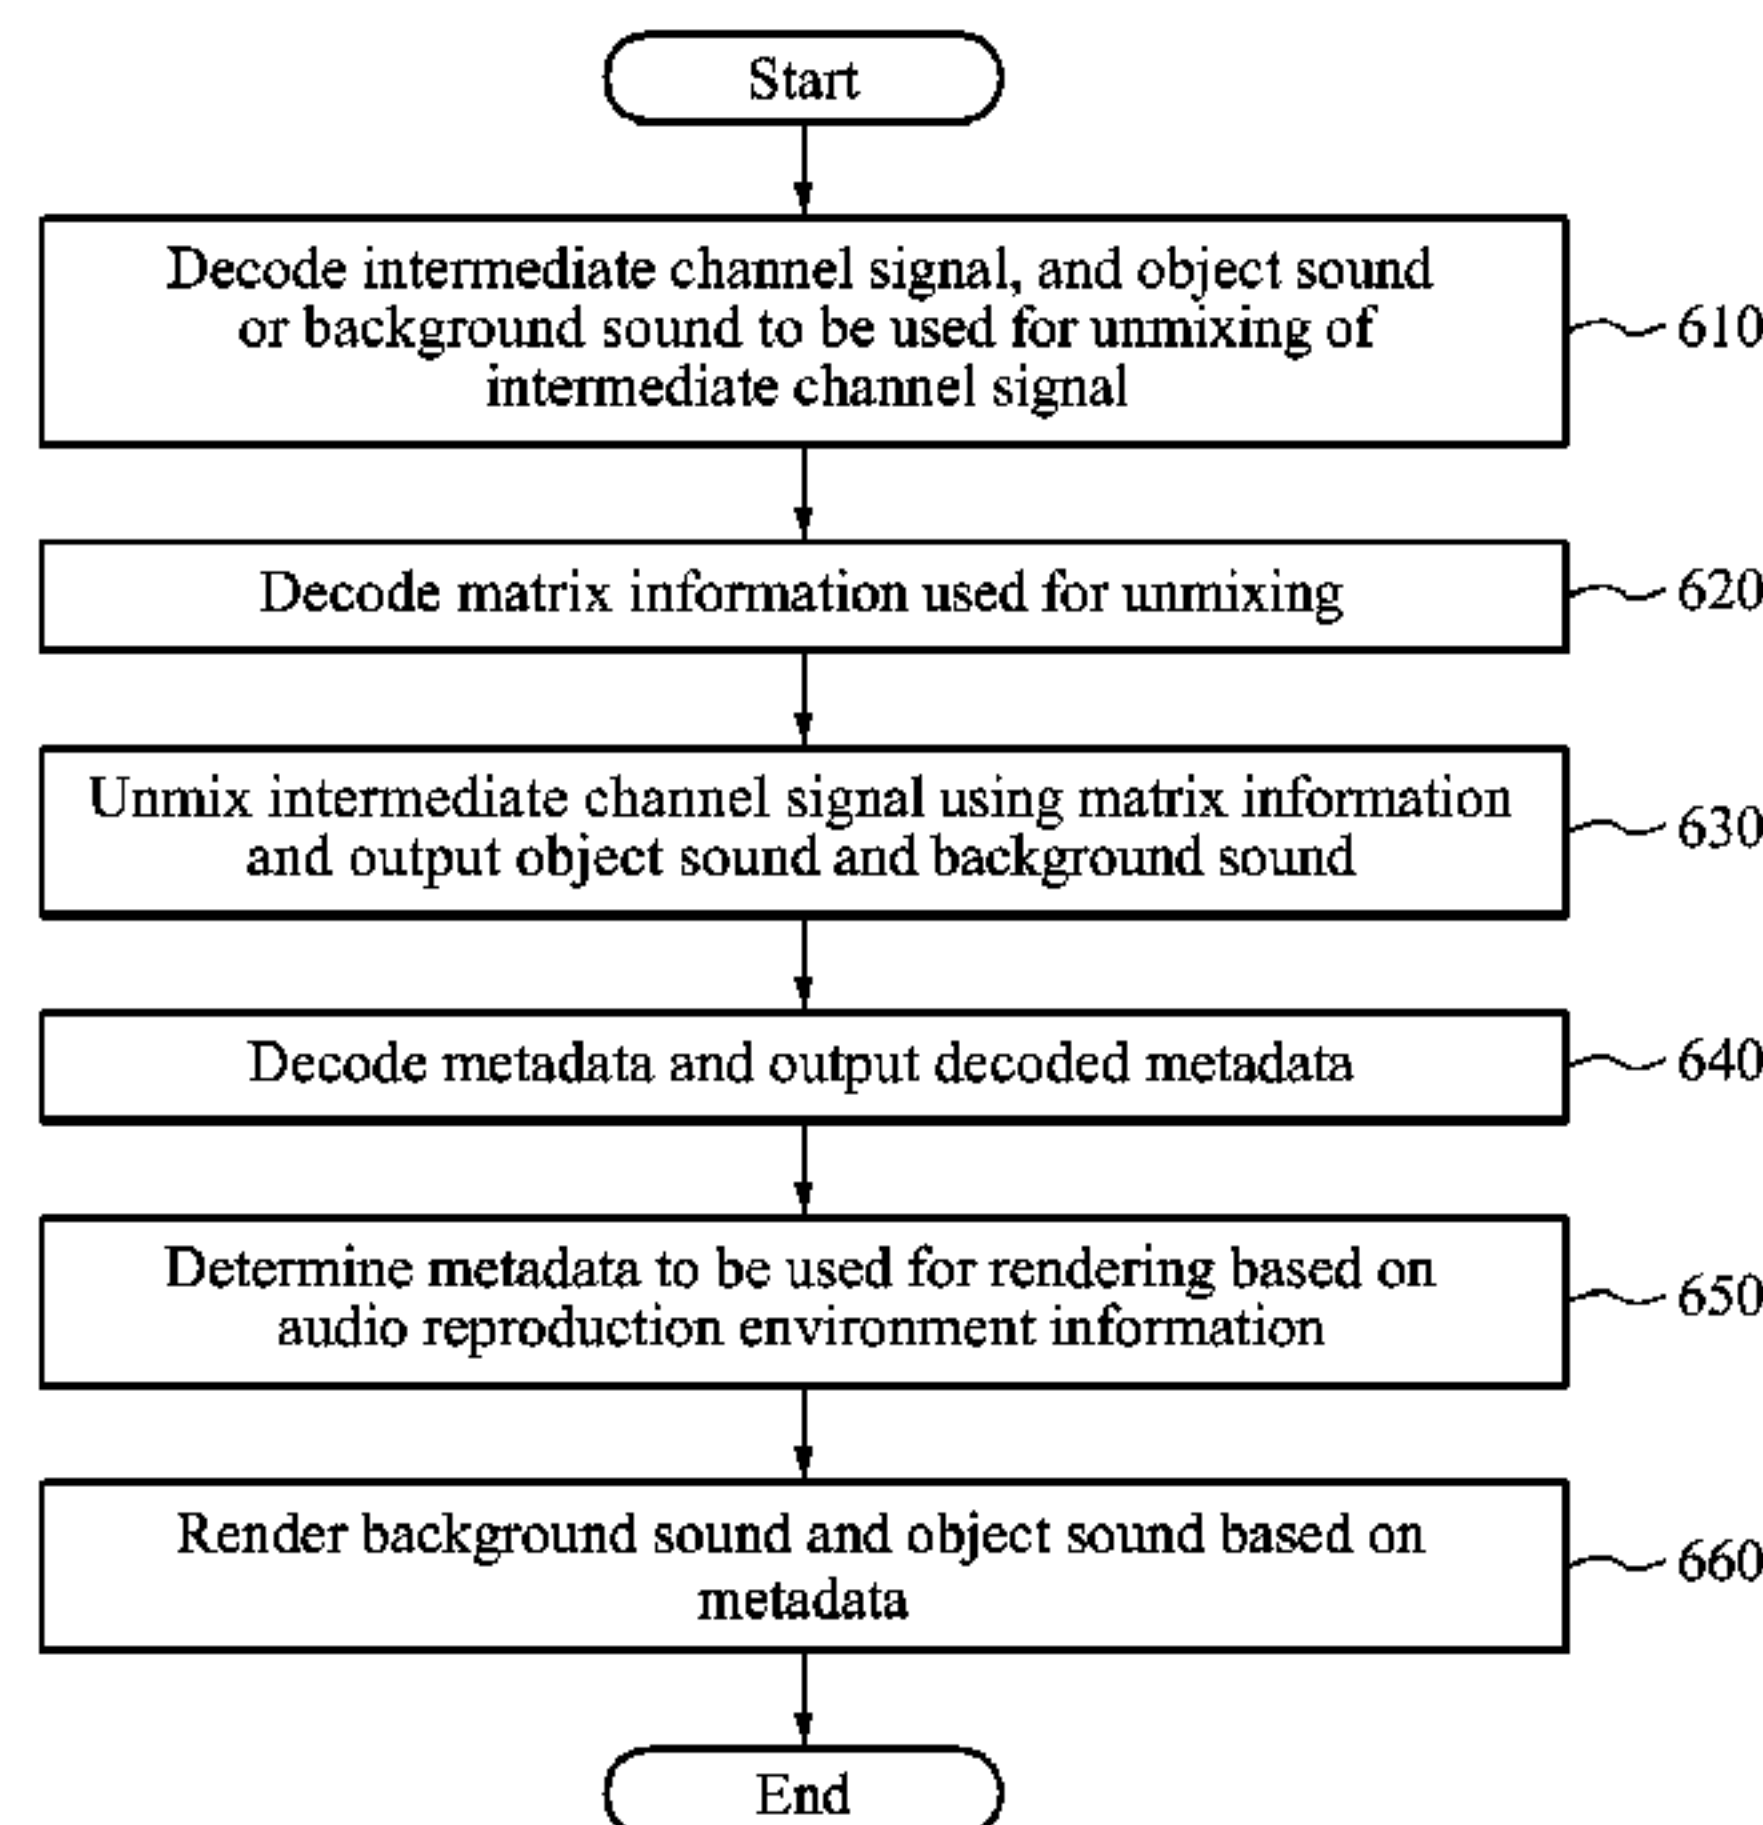 Start
Decode intermediate channel signal, and object sound
or background sound to be used for unmixing of
intermediate channel signal
610
Decode matrix information used for unmixing
620
Unmix intermediate channel signal using matrix information
and output object sound and background sound
630
Decode metadata and output decoded metadata
640
Determine metadata to be used for rendering based on
audio reproduction environment information
650
Render background sound and object sound based on
metadata
660
End